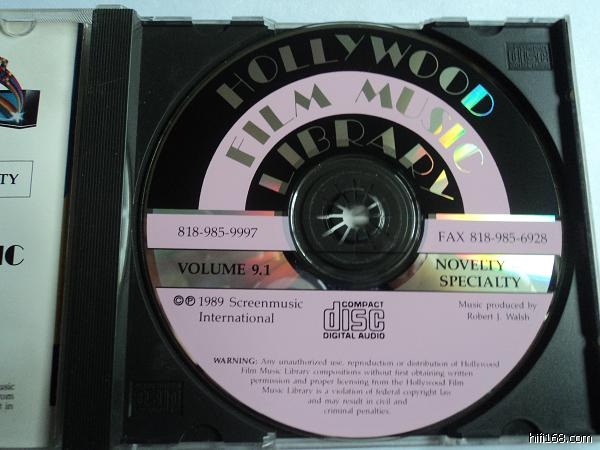 HOLLYWOOD
FILM MUSIC
LIBRARY
818-985-9997
FAX 818-985-6928
VOLUME 9.1
NOVELTY
SPECIALTY
©℗ 1989 Screenmusic
International
COMPACT
disc
DIGITAL AUDIO
Music produced by
Robert J. Walsh
WARNING: Any unauthorized use, reproduction or distribution of Hollywood
Film Music Library compositions without first obtaining written
permission and proper licensing from the Hollywood Film
Music Library is a violation of federal copyright law
and may result in civil and
criminal penalties.
TY
IC
hifi168.com